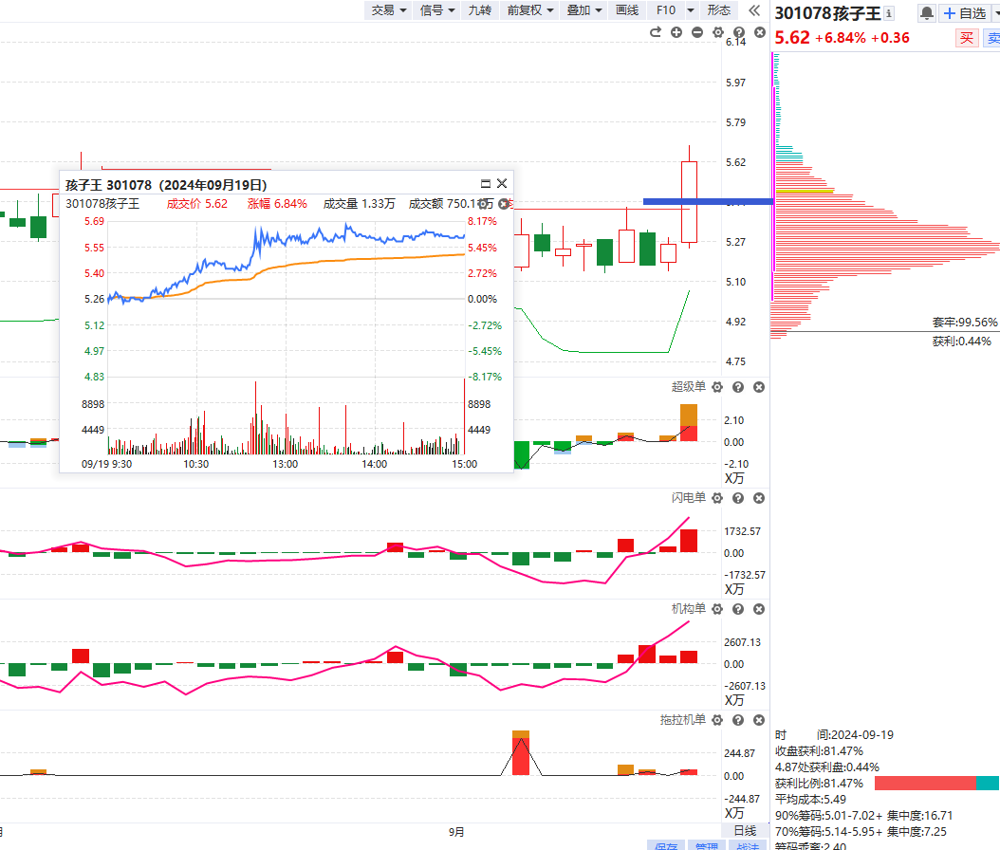 交易 信号 九转 前复权 叠加 画线 F10 形态
301078孩子王
自选
5.62 +6.84% +0.36
买 卖
6.14
5.97
5.79
5.62
5.27
5.10
4.92
4.75
孩子王 301078（2024年09月19日）
301078孩子王 成交价 5.62 涨幅 6.84% 成交量 1.33万 成交额
5.69 8.17%
5.55 5.45%
5.40 2.72%
5.26 0.00%
5.12 -2.72%
4.97 -5.45%
4.83 -8.17%
8898 8898
4449 4449
09/19 9:30 10:30 13:00 14:00 15:00
套牢:99.56%
获利:0.44%
超级单
2.10
0.00
-2.10
X万
闪电单
1732.57
0.00
-1732.57
X万
机构单
2607.13
0.00
-2607.13
X万
拖拉机单
244.87
0.00
-244.87
X万
9月
日线
保存 管理 战法
时 间:2024-09-19
收盘获利:81.47%
4.87处获利盘:0.44%
获利比例:81.47%
平均成本:5.49
90%筹码:5.01-7.02+ 集中度:16.71
70%筹码:5.14-5.95+ 集中度:7.25
筹码乖离:2.40